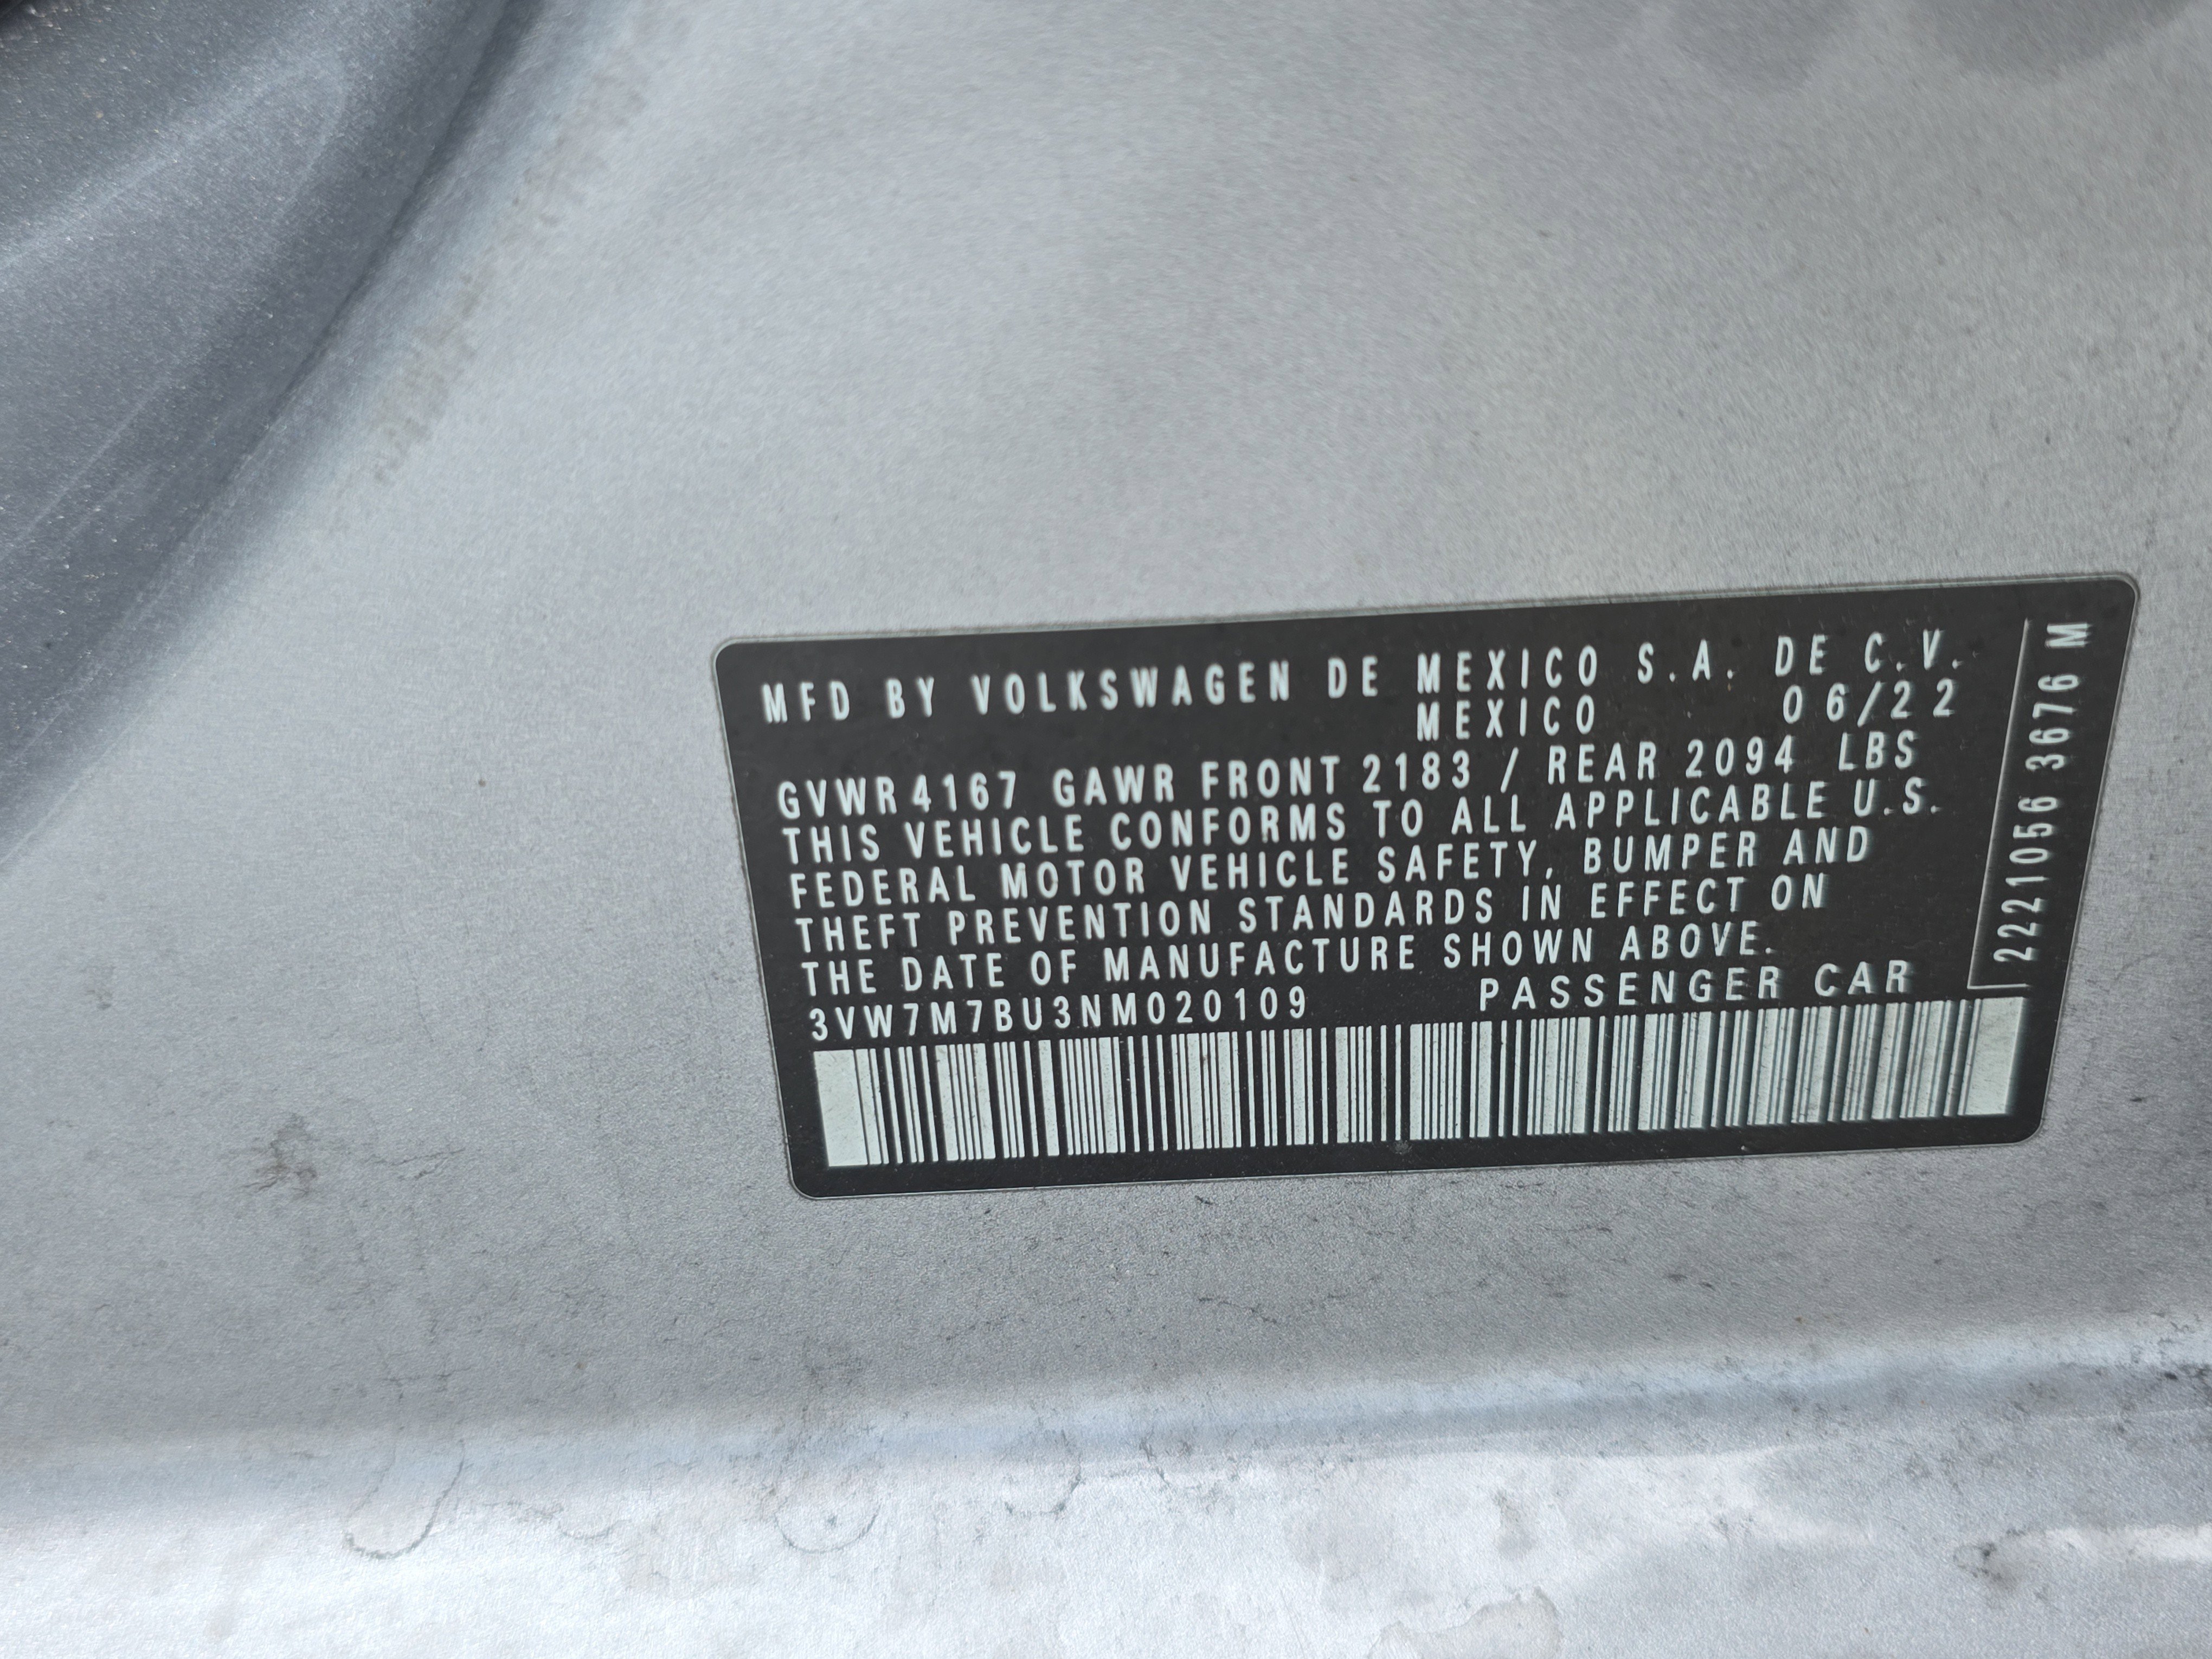 MFD BY VOLKSWAGEN DE MEXICO S.A. DE C.V.
MEXICO 06/22
GVWR 4167 GAWR FRONT 2183 / REAR 2094 LBS
THIS VEHICLE CONFORMS TO ALL APPLICABLE U.S.
FEDERAL MOTOR VEHICLE SAFETY, BUMPER AND
THEFT PREVENTION STANDARDS IN EFFECT ON
THE DATE OF MANUFACTURE SHOWN ABOVE.
3VW7M7BU3NM020109 PASSENGER CAR
2221056 3676 M